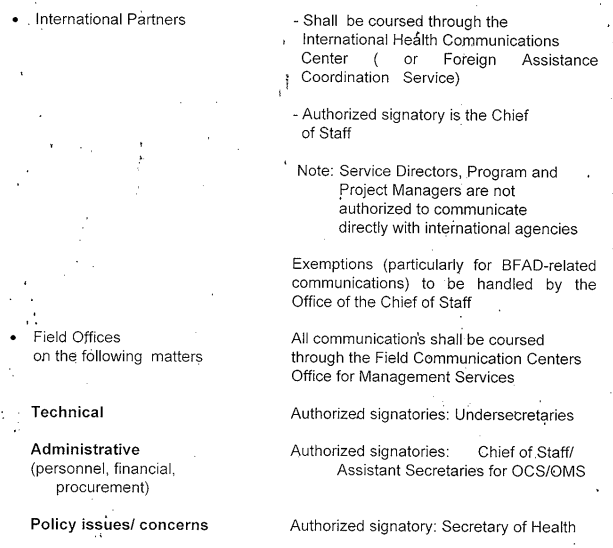 • International Partners
- Shall be coursed through the
International Health Communications
Center ( or Foreign Assistance
Coordination Service)
- Authorized signatory is the Chief
of Staff
Note: Service Directors, Program and
Project Managers are not
authorized to communicate
directly with international agencies
Exemptions (particularly for BFAD-related
communications) to be handled by the
Office of the Chief of Staff
• Field Offices
on the following matters
All communication's shall be coursed
through the Field Communication Centers
Office for Management Services
Technical
Authorized signatories: Undersecretaries
Administrative
(personnel, financial,
procurement)
Authorized signatories: Chief of Staff/
Assistant Secretaries for OCS/OMS
Policy issues/ concerns
Authorized signatory: Secretary of Health